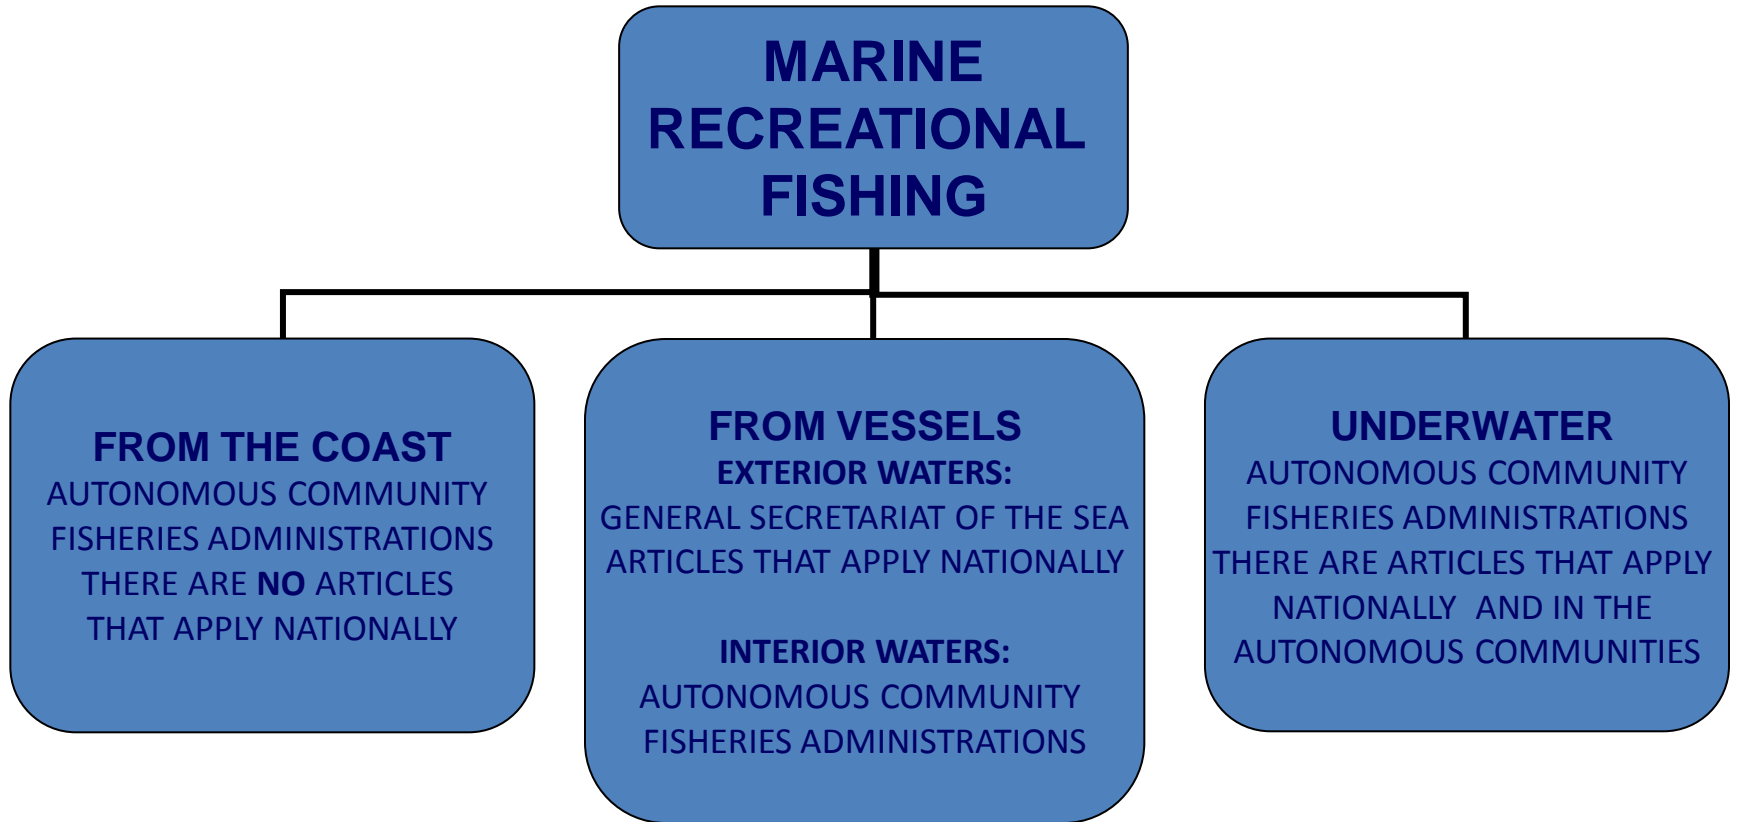 MARINE
RECREATIONAL
FISHING
FROM THE COAST
AUTONOMOUS COMMUNITY
FISHERIES ADMINISTRATIONS
THERE ARE NO ARTICLES
THAT APPLY NATIONALLY
FROM VESSELS
EXTERIOR WATERS:
GENERAL SECRETARIAT OF THE SEA
ARTICLES THAT APPLY NATIONALLY
INTERIOR WATERS:
AUTONOMOUS COMMUNITY
FISHERIES ADMINISTRATIONS
UNDERWATER
AUTONOMOUS COMMUNITY
FISHERIES ADMINISTRATIONS
THERE ARE ARTICLES THAT APPLY
NATIONALLY AND IN THE
AUTONOMOUS COMMUNITIES